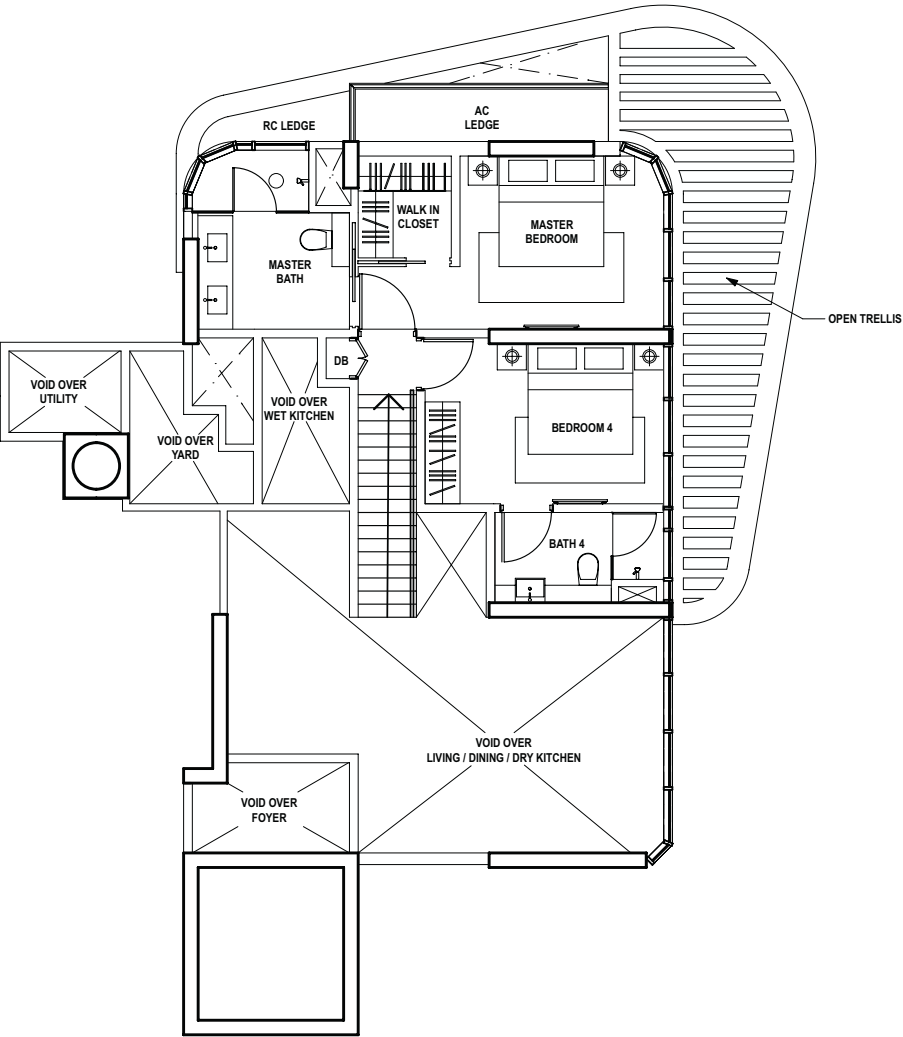 RC LEDGE
AC
LEDGE
WALK IN
CLOSET
MASTER
BEDROOM
MASTER
BATH
OPEN TRELLIS
DB
VOID OVER
UTILITY
VOID OVER
WET KITCHEN
VOID OVER
YARD
BEDROOM 4
BATH 4
VOID OVER
LIVING / DINING / DRY KITCHEN
VOID OVER
FOYER